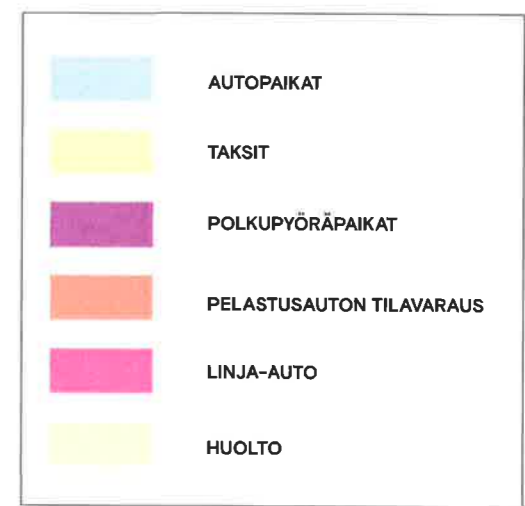 AUTOPAIKAT
TAKSIT
POLKUPYÖRÄPAIKAT
PELASTUSAUTON TILAVARAUS
LINJA-AUTO
HUOLTO